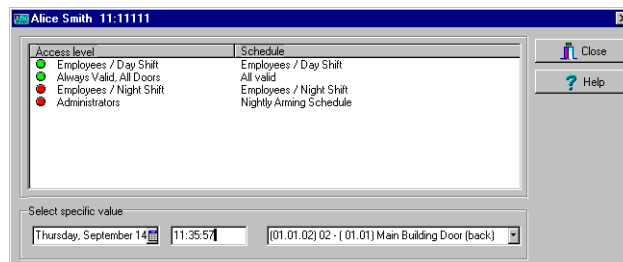 Alice Smith 11:11111
Access level Schedule
Employees / Day Shift Employees / Day Shift
Always Valid, All Doors All valid
Employees / Night Shift Employees / Night Shift
Administrators Nightly Arming Schedule
Close
Help
Select specific value
Thursday, September 14 11:35:57 (01.01.02) 02 - ( 01.01) Main Building Door (back)